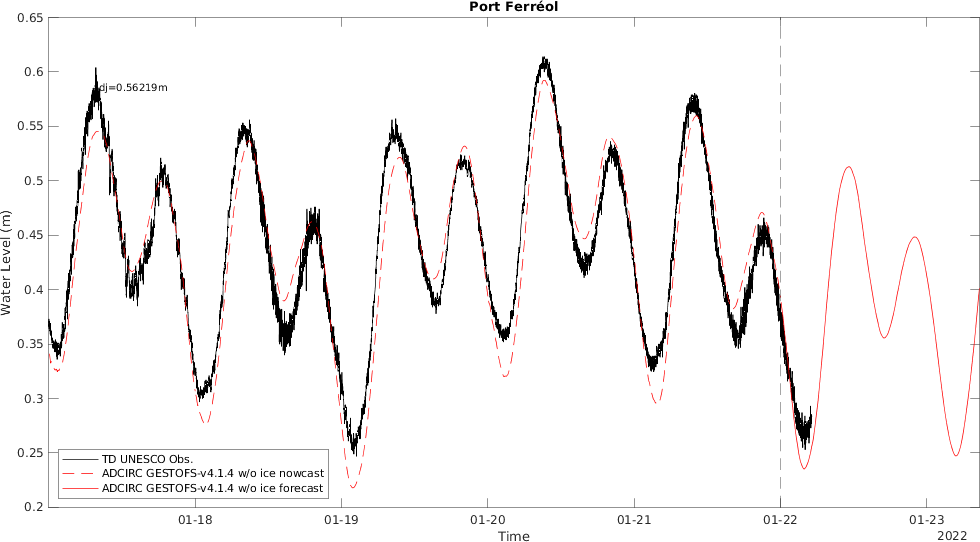 Port Ferréol
0.65
0.6
dj=0.56219m
0.55
0.5
0.45
0.4
0.35
0.3
0.25
0.2
Water Level (m)
TD UNESCO Obs.
ADCIRC GESTOFS-v4.1.4 w/o ice nowcast
ADCIRC GESTOFS-v4.1.4 w/o ice forecast
01-18 01-19 01-20 01-21 01-22 01-23
Time
2022